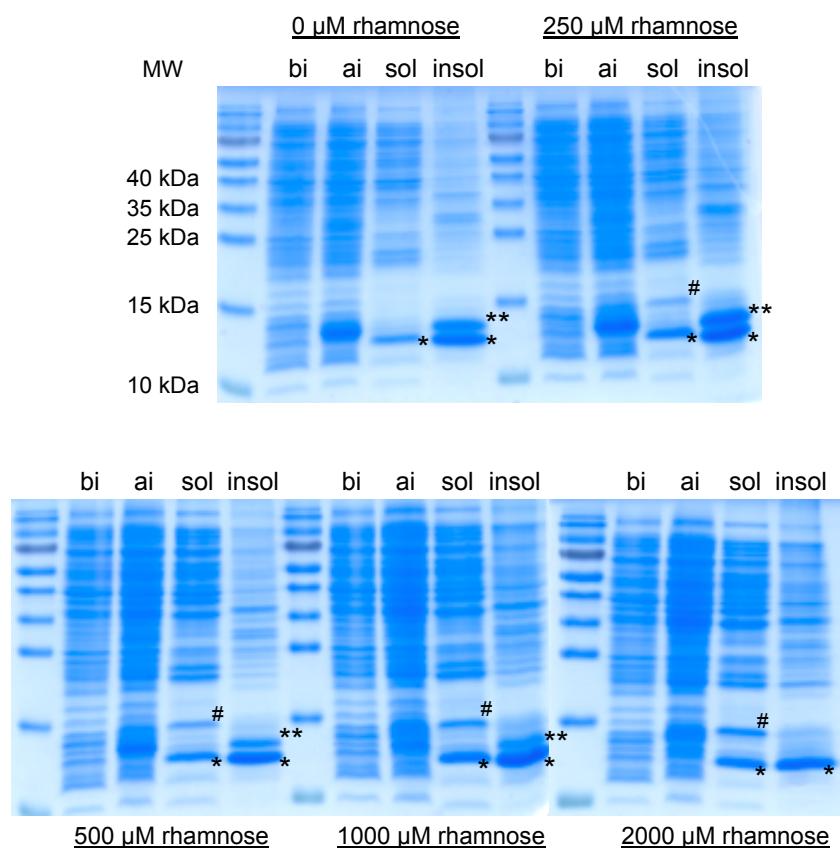 0 µM rhamnose 250 µM rhamnose
MW bi ai sol insol bi ai sol insol
40 kDa
35 kDa
25 kDa
15 kDa #
** **
* * * *
10 kDa
bi ai sol insol bi ai sol insol bi ai sol insol
# # #
** **
* * * * * *
500 µM rhamnose 1000 µM rhamnose 2000 µM rhamnose